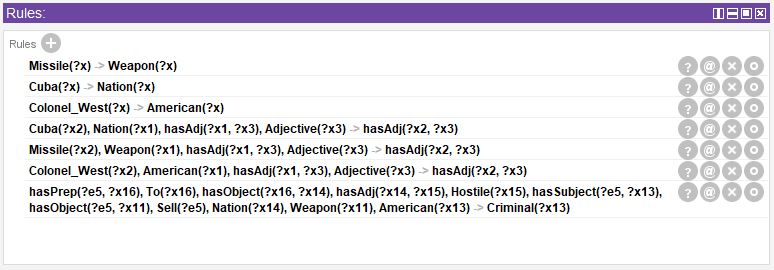 Rules:
Rules
Missile(?x) -> Weapon(?x)
Cuba(?x) -> Nation(?x)
Colonel_West(?x) -> American(?x)
Cuba(?x2), Nation(?x1), hasAdj(?x1, ?x3), Adjective(?x3) -> hasAdj(?x2, ?x3)
Missile(?x2), Weapon(?x1), hasAdj(?x1, ?x3), Adjective(?x3) -> hasAdj(?x2, ?x3)
Colonel_West(?x2), American(?x1), hasAdj(?x1, ?x3), Adjective(?x3) -> hasAdj(?x2, ?x3)
hasPrep(?e5, ?x16), To(?x16), hasObject(?x16, ?x14), hasAdj(?x14, ?x15), Hostile(?x15), hasSubject(?e5, ?x13),
hasObject(?e5, ?x11), Sell(?e5), Nation(?x14), Weapon(?x11), American(?x13) -> Criminal(?x13)